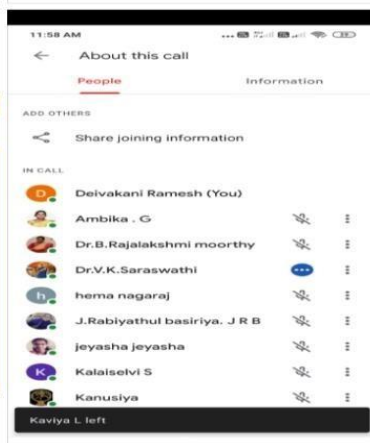 11:58 AM
About this call
People Information
ADD OTHERS
Share joining information
IN CALL
D Deivakani Ramesh (You)
Ambika . G
Dr.B.Rajalakshmi moorthy
Dr.V.K.Saraswathi
h hema nagaraj
J.Rabiyathul basiriya. J R B
jeyasha jeyasha
K Kalaiselvi S
Kanusiya
Kaviya L left